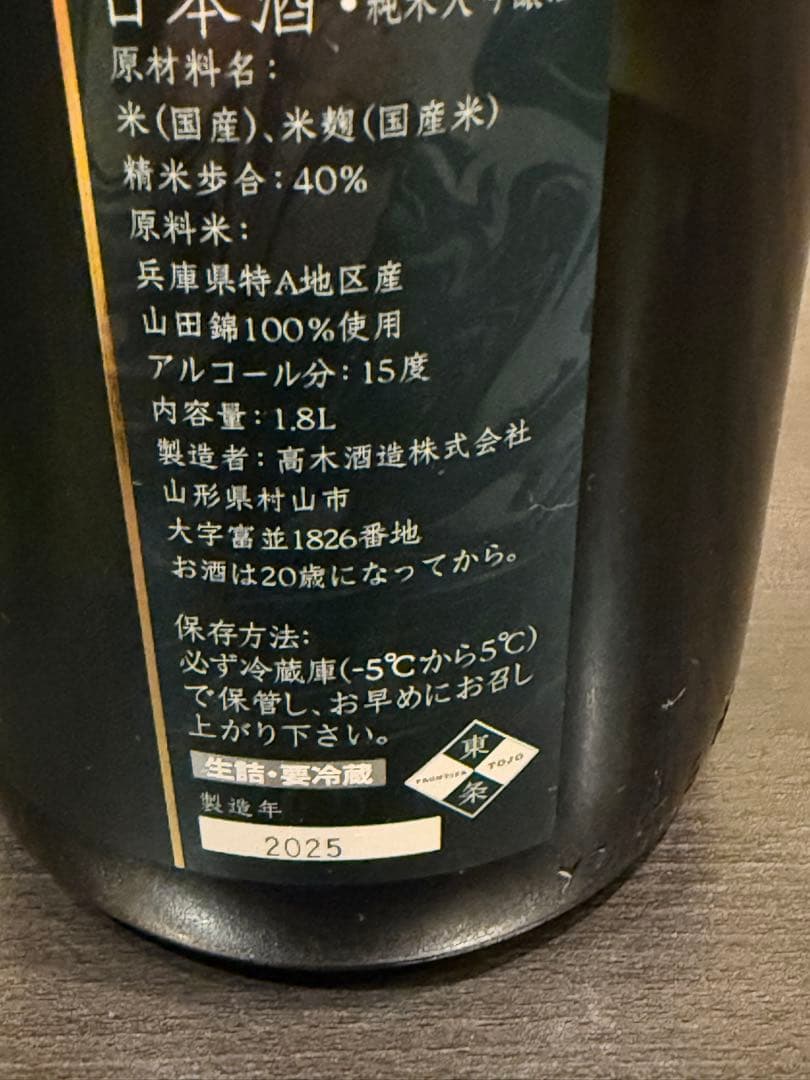 日本酒・純米大吟醸
原材料名：
米(国産)、米麹(国産米)
精米歩合：40%
原料米：
兵庫県特A地区産
山田錦100%使用
アルコール分：15度
内容量：1.8L
製造者：高木酒造株式会社
山形県村山市
大字富並1826番地
お酒は20歳になってから。
保存方法：
必ず冷蔵庫(-5℃から5℃)
で保管し、お早めにお召し
上がり下さい。
生詰・要冷蔵
東
TOJO
条
製造年
2025